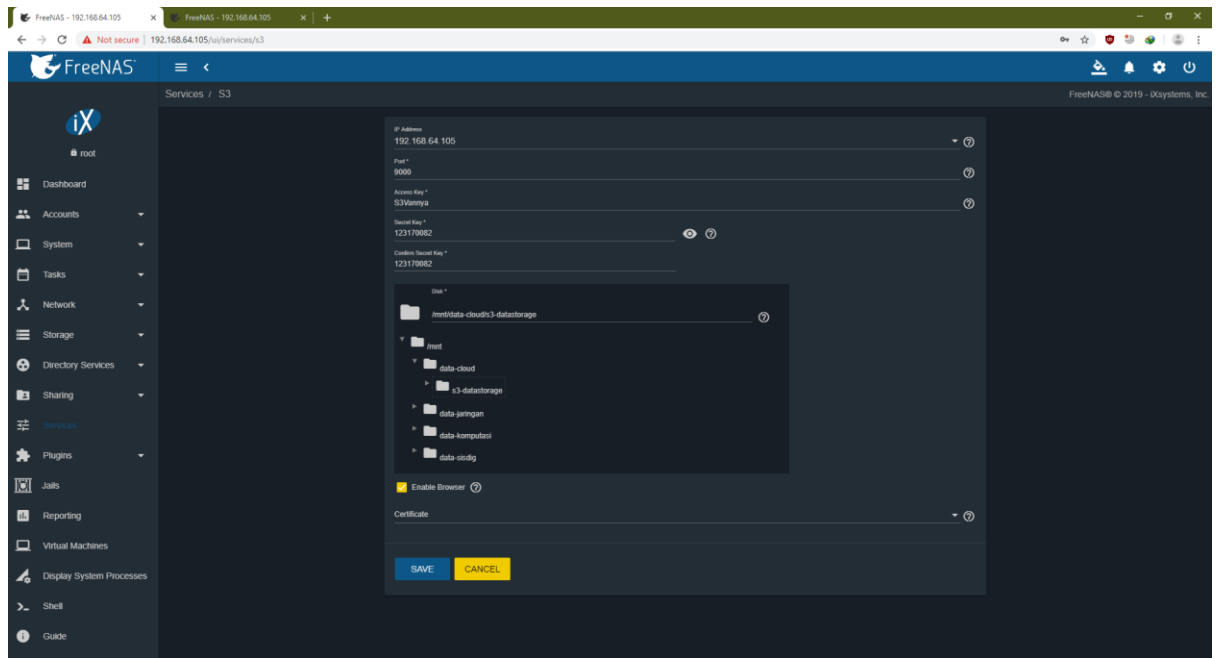 FreeNAS - 192.168.64.105
FreeNAS - 192.168.64.105
Not secure | 192.168.64.105/ui/services/s3
FreeNAS®
Services / S3
FreeNAS® © 2019 - iXsystems, Inc.
iX
root
Dashboard
Accounts
System
Tasks
Network
Storage
Directory Services
Sharing
Services
Plugins
Jails
Reporting
Virtual Machines
Display System Processes
Shell
Guide
IP Address
192.168.64.105
Port *
9000
Access Key *
S3Vannya
Secret Key *
123170082
Confirm Secret Key *
123170082
Disk *
/mnt/data-cloud/s3-datastorage
/mnt
data-cloud
s3-datastorage
data-jaringan
data-komputasi
data-sisdig
Enable Browser
Certificate
SAVE
CANCEL